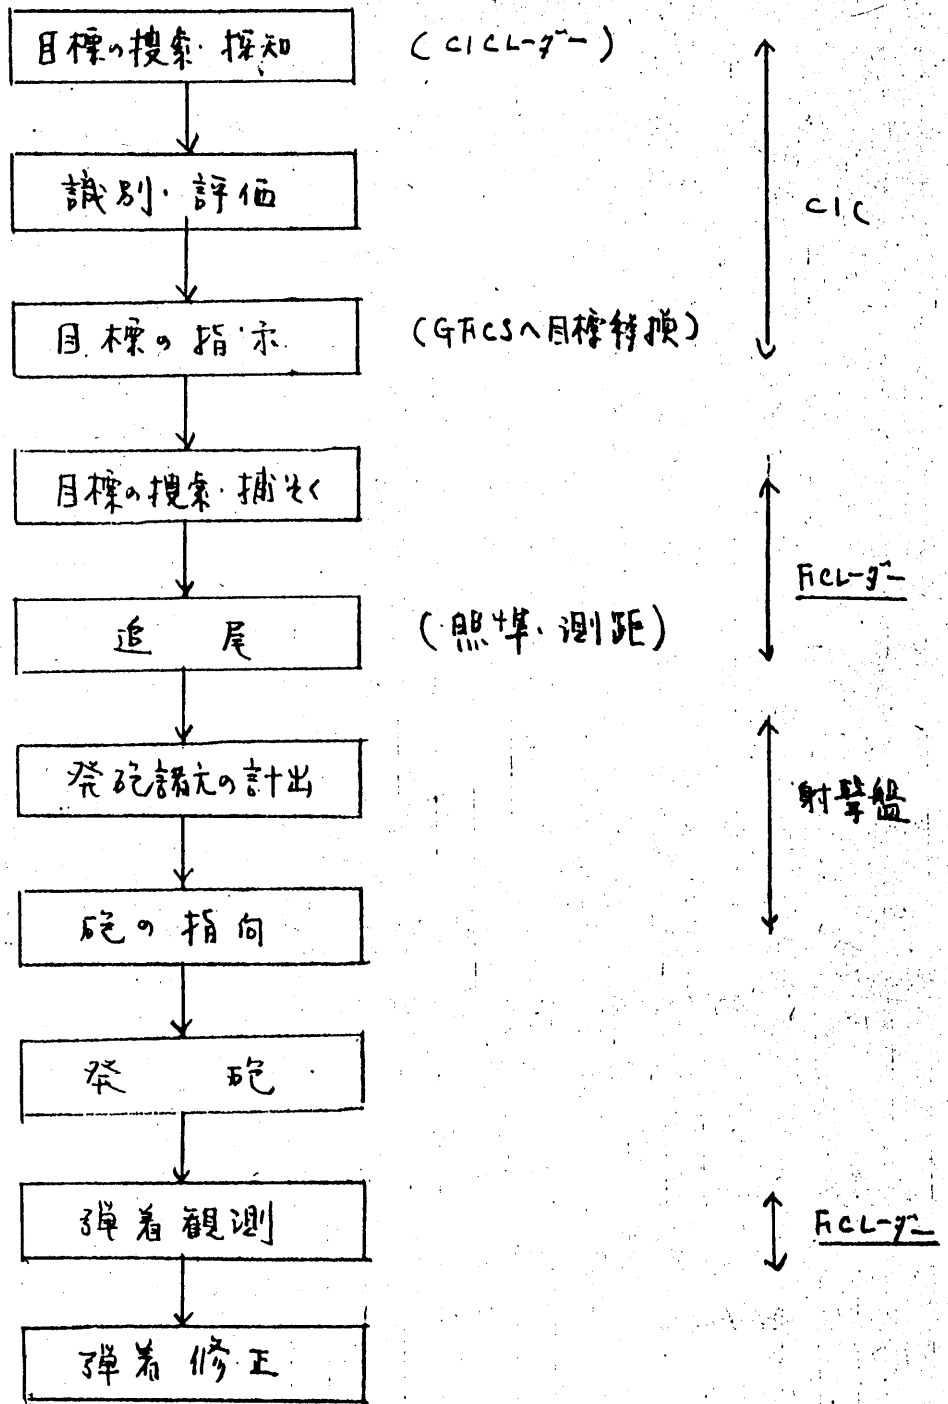 目標の捜索・探知
(CICレーダー)
識別・評価
CIC
目標の指示
(GFCSへ目標移換)
目標の捜索・捕そく
FCレーダー
追尾
(照準・測距)
発砲諸元の計出
射撃盤
砲の指向
発砲
弾着観測
FCレーダー
弾着修正